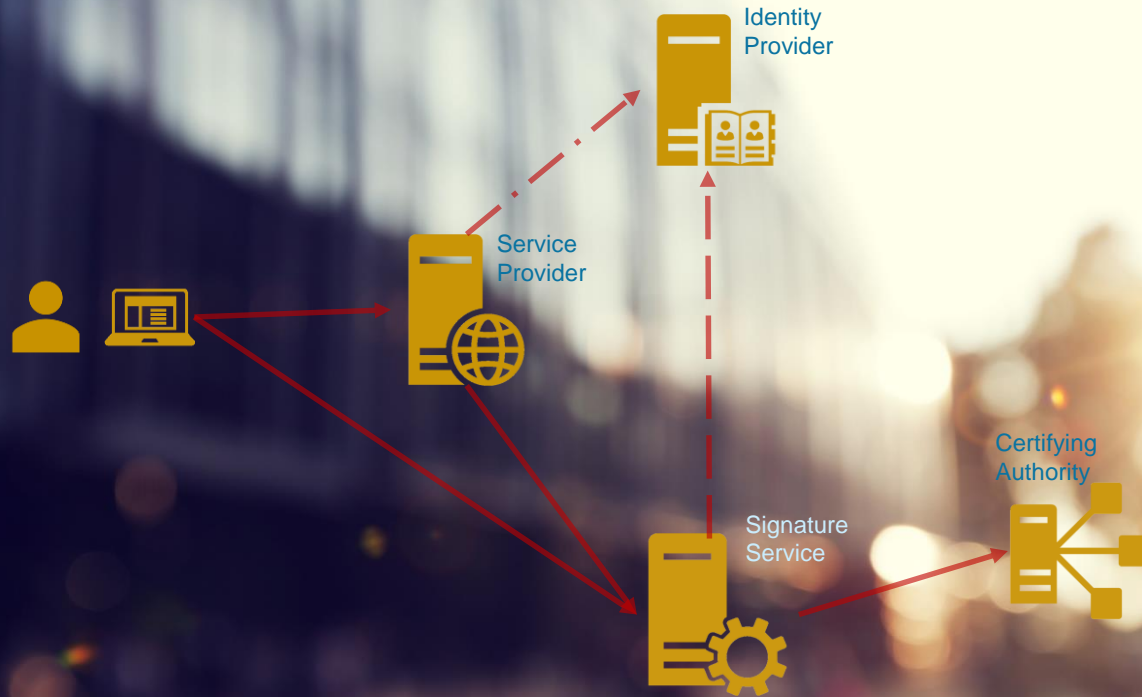 Identity
Provider
Service
Provider
Certifying
Authority
Signature
Service